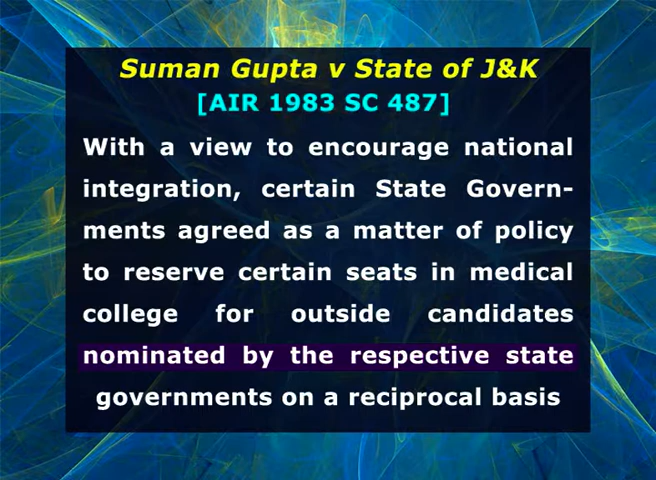 Suman Gupta v State of J&K
[AIR 1983 SC 487]
With a view to encourage national
integration, certain State Govern-
ments agreed as a matter of policy
to reserve certain seats in medical
college for outside candidates
nominated by the respective state
governments on a reciprocal basis